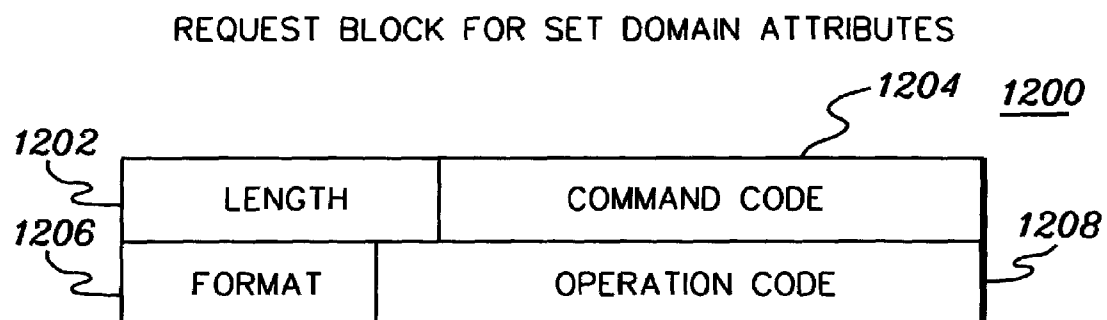 REQUEST BLOCK FOR SET DOMAIN ATTRIBUTES
1204
1200
1202
LENGTH COMMAND CODE
1206
1208
FORMAT OPERATION CODE